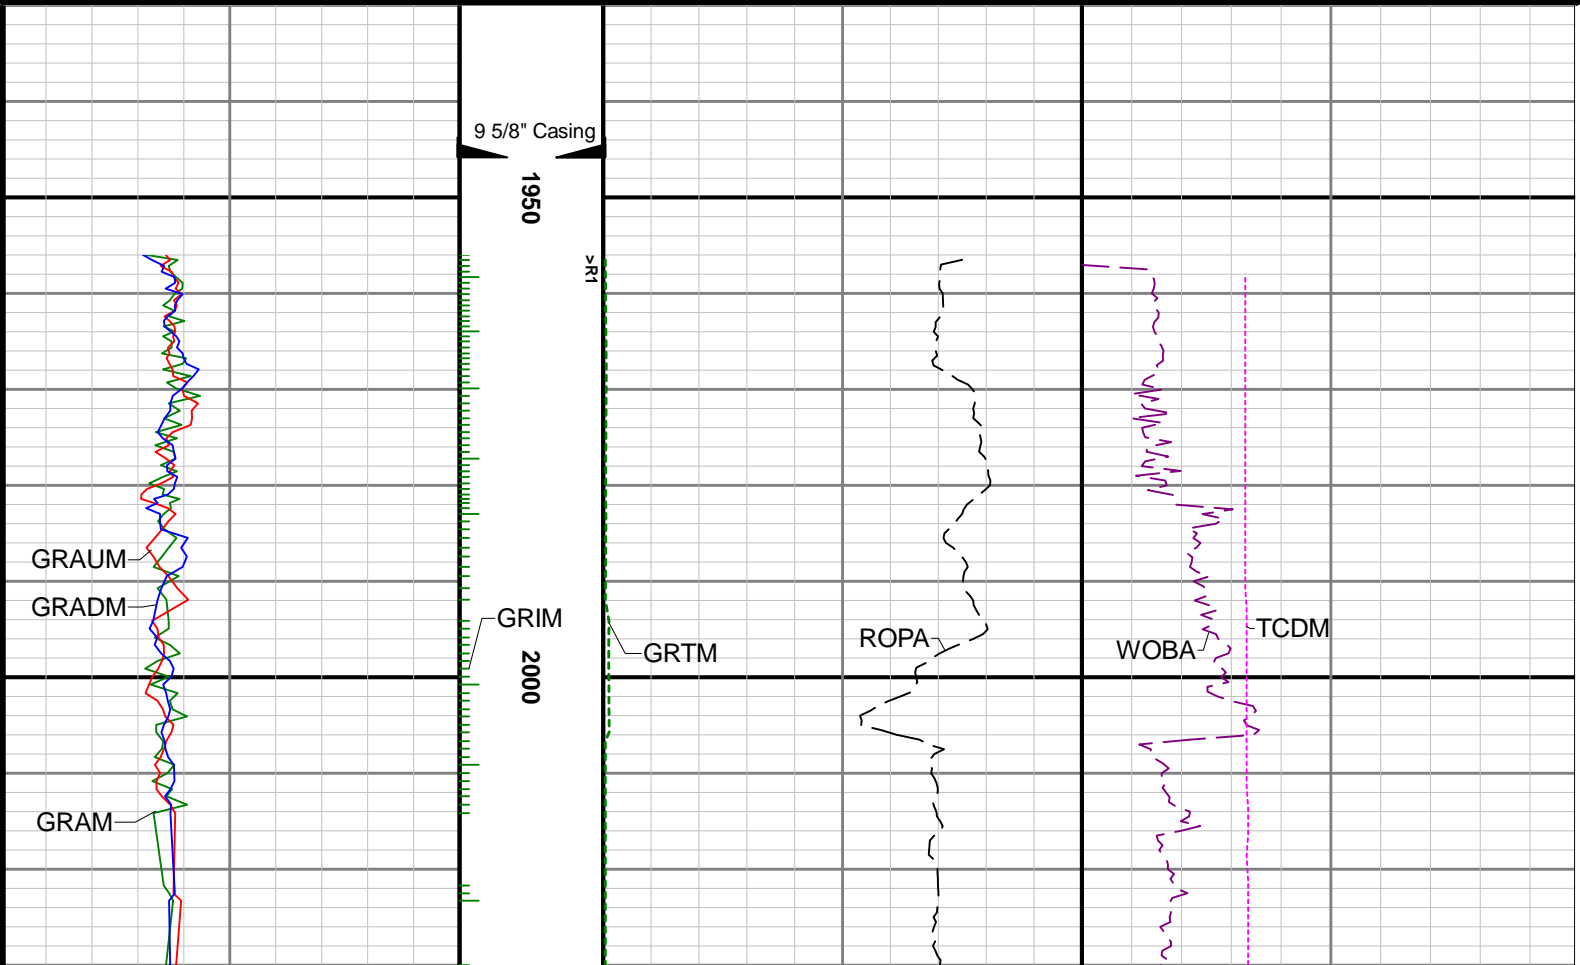 9 5/8" Casing
1950
>R1
GRAUM
GRADM
GRIM
TCDM
ROPA
WOBA
GRTM
2000
GRAM